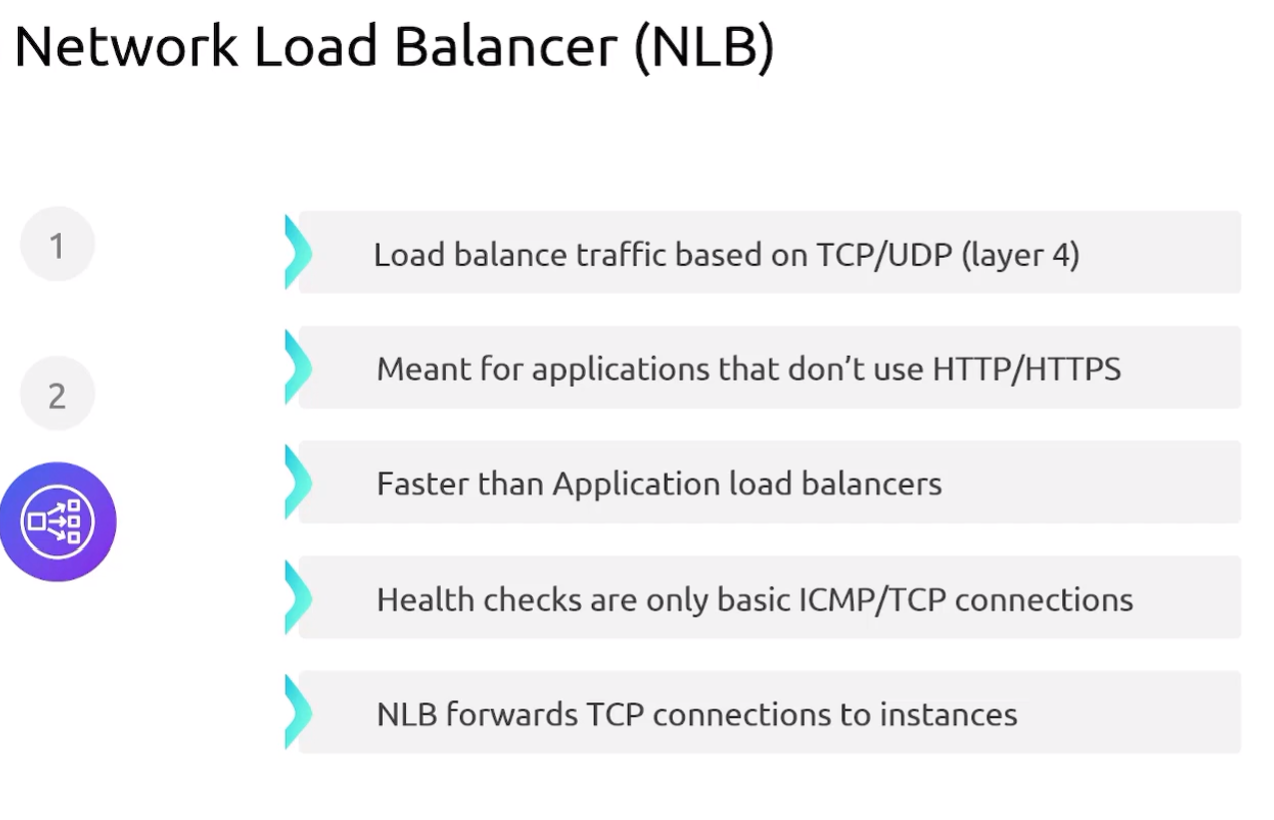 Network Load Balancer (NLB)
1
2
Load balance traffic based on TCP/UDP (layer 4)
Meant for applications that don’t use HTTP/HTTPS
Faster than Application load balancers
Health checks are only basic ICMP/TCP connections
NLB forwards TCP connections to instances